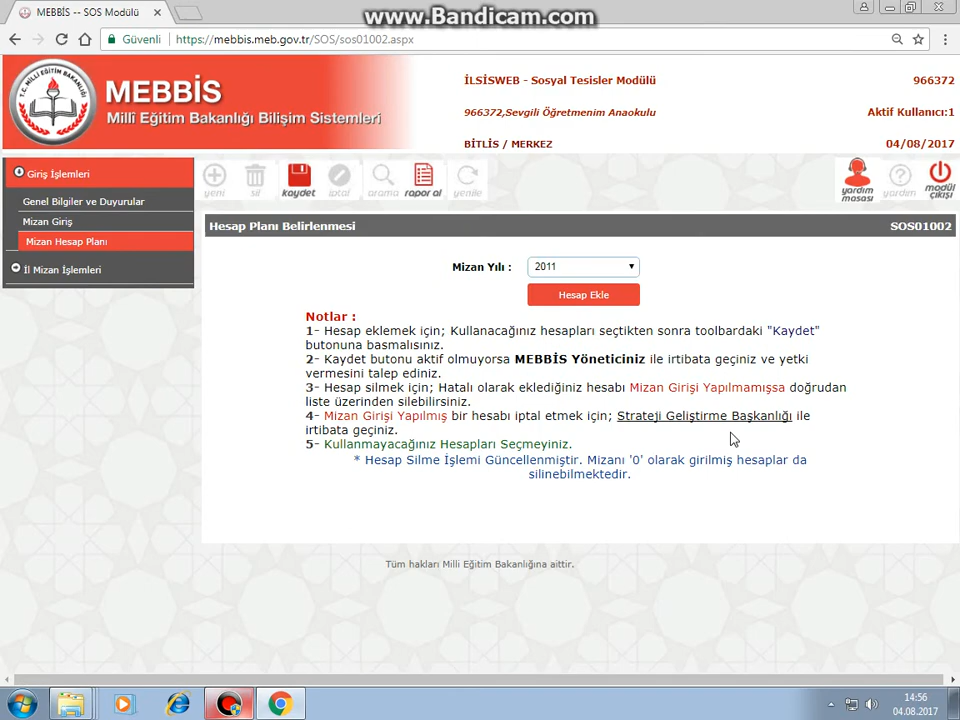 www.Bandicam.com
MEBBİS -- SOS Modülü
Güvenli
https://mebbis.meb.gov.tr/SOS/sos01002.aspx
T.C. MİLLÎ EĞİTİM BAKANLIĞI
MEBBİS
Millî Eğitim Bakanlığı Bilişim Sistemleri
İLSİSWEB - Sosyal Tesisler Modülü
966372
966372,Sevgili Öğretmenim Anaokulu
Aktif Kullanıcı:1
BİTLİS / MERKEZ
04/08/2017
Giriş İşlemleri
Genel Bilgiler ve Duyurular
Mizan Giriş
Mizan Hesap Planı
İl Mizan İşlemleri
yeni
sil
kaydet
iptal
arama
rapor al
yenile
yardım masası
yardım
modül çıkışı
Hesap Planı Belirlenmesi
SOS01002
Mizan Yılı :
2011
Hesap Ekle
Notlar :
1- Hesap eklemek için; Kullanacağınız hesapları seçtikten sonra toolbardaki "Kaydet"
butonuna basmalısınız.
2- Kaydet butonu aktif olmuyorsa MEBBİS Yöneticiniz ile irtibata geçiniz ve yetki
vermesini talep ediniz.
3- Hesap silmek için; Hatalı olarak eklediğiniz hesabı Mizan Girişi Yapılmamışsa doğrudan
liste üzerinden silebilirsiniz.
4- Mizan Girişi Yapılmış bir hesabı iptal etmek için; Strateji Geliştirme Başkanlığı ile
irtibata geçiniz.
5- Kullanmayacağınız Hesapları Seçmeyiniz.
* Hesap Silme İşlemi Güncellenmiştir. Mizanı '0' olarak girilmiş hesaplar da
silinebilmektedir.
Tüm hakları Milli Eğitim Bakanlığına aittir.
14:56
04.08.2017